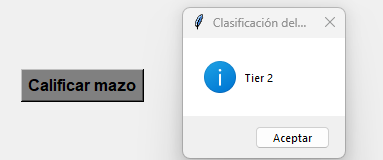 Clasificación del...
Calificar mazo
Tier 2
Aceptar